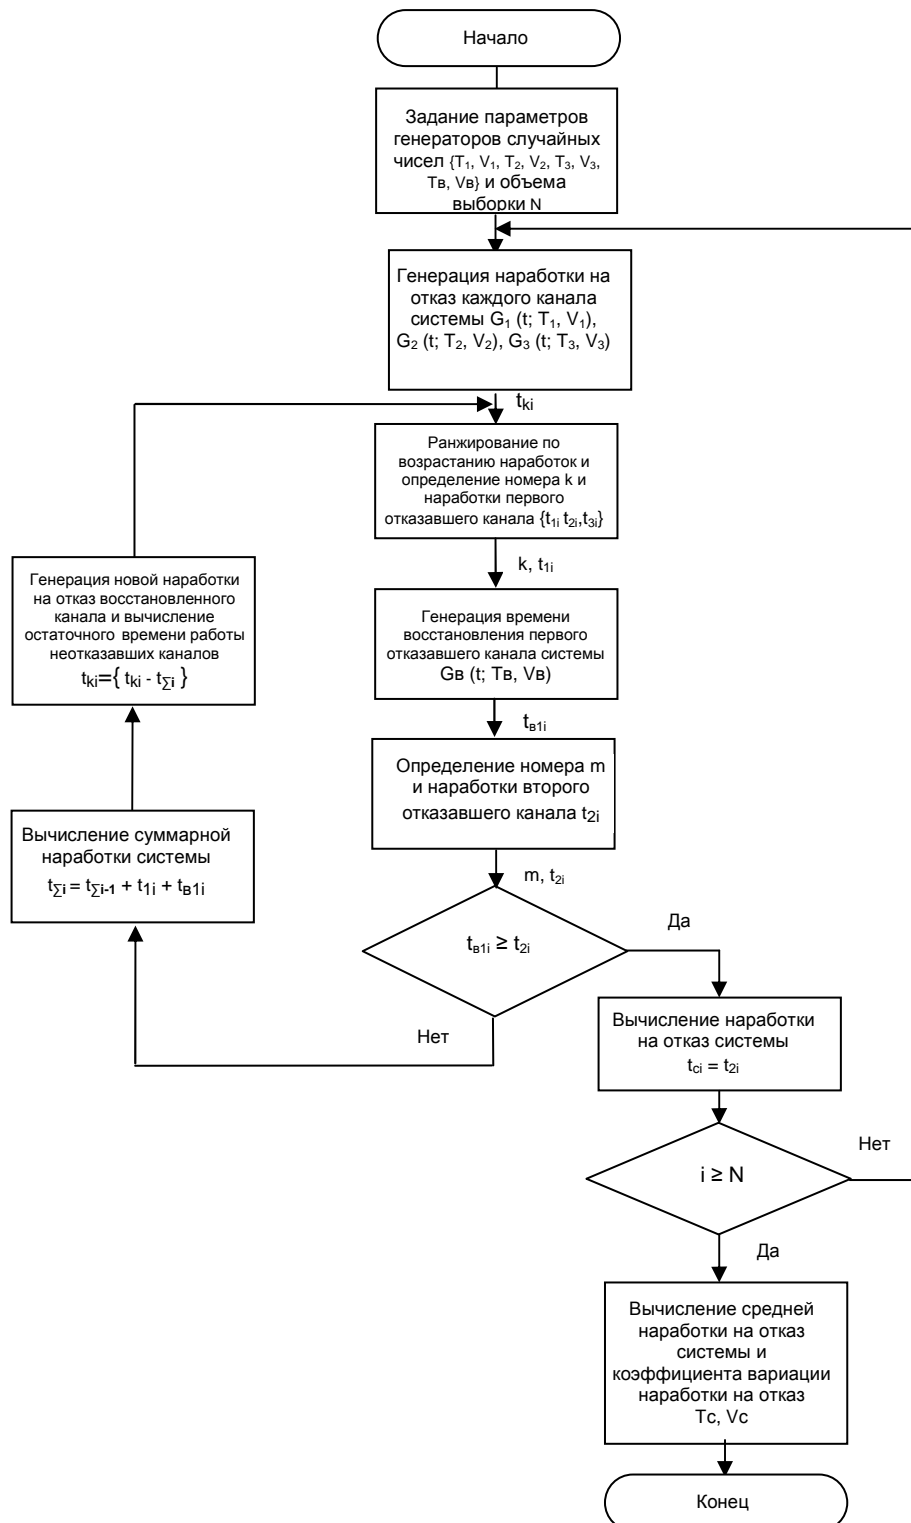 Начало
Задание параметров
генераторов случайных
чисел {T₁, V₁, T₂, V₂, T₃, V₃,
Tв, Vв} и объема
выборки N
Генерация наработки на
отказ каждого канала
системы G₁ (t; T₁, V₁),
G₂ (t; T₂, V₂), G₃ (t; T₃, V₃)
tki
Ранжирование по
возрастанию наработок и
определение номера k и
наработки первого
отказавшего канала {t1i t2i,t3i}
k, t1i
Генерация времени
восстановления первого
отказавшего канала системы
Gв (t; Tв, Vв)
tв1i
Определение номера m
и наработки второго
отказавшего канала t2i
m, t2i
tв1i ≥ t2i
Да
Нет
Вычисление суммарной
наработки системы
t∑i = t∑i-1 + t1i + tв1i
Генерация новой наработки
на отказ восстановленного
канала и вычисление
остаточного времени работы
неотказавших каналов
tki={ tki - t∑i }
Вычисление наработки
на отказ системы
tci = t2i
i ≥ N
Нет
Да
Вычисление средней
наработки на отказ
системы и
коэффициента вариации
наработки на отказ
Tc, Vc
Конец